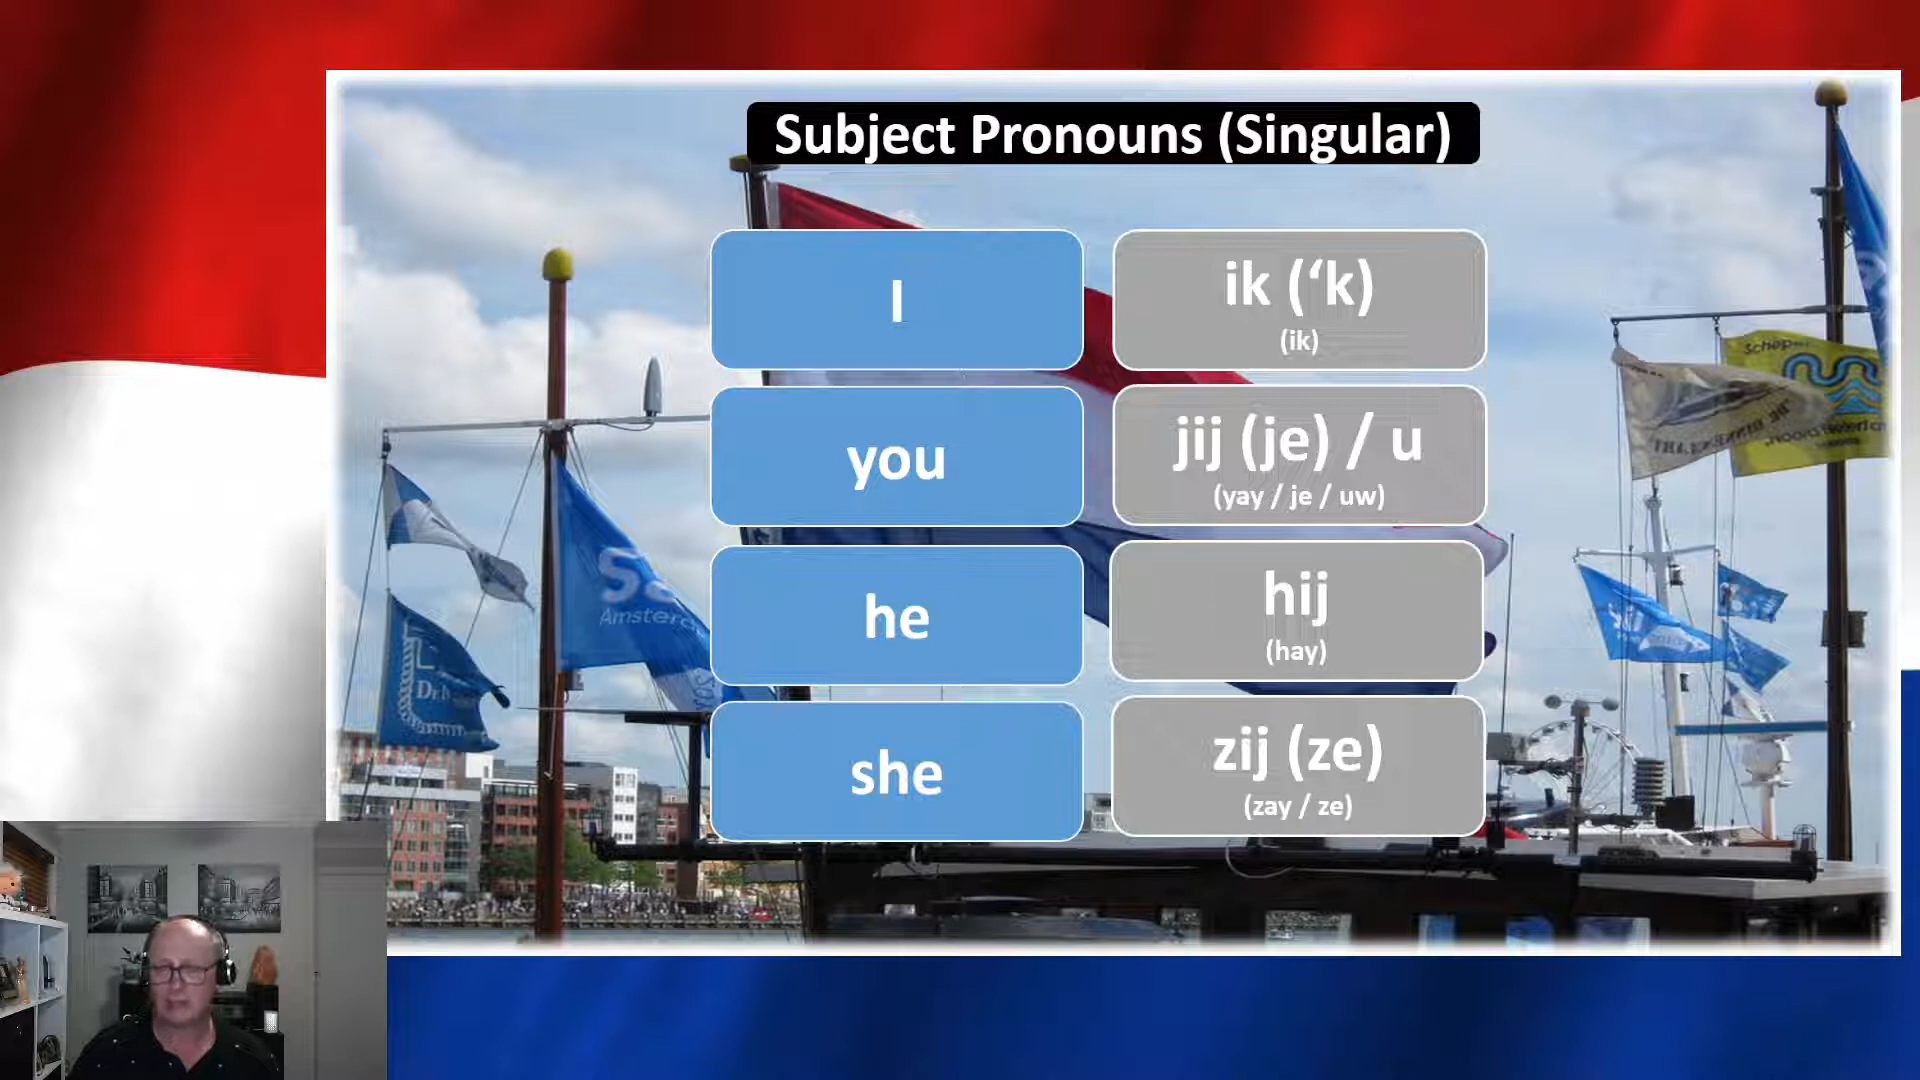 Subject Pronouns (Singular)
I
ik (‘k)
(ik)
you
jij (je) / u
(yay / je / uw)
he
hij
(hay)
she
zij (ze)
(zay / ze)